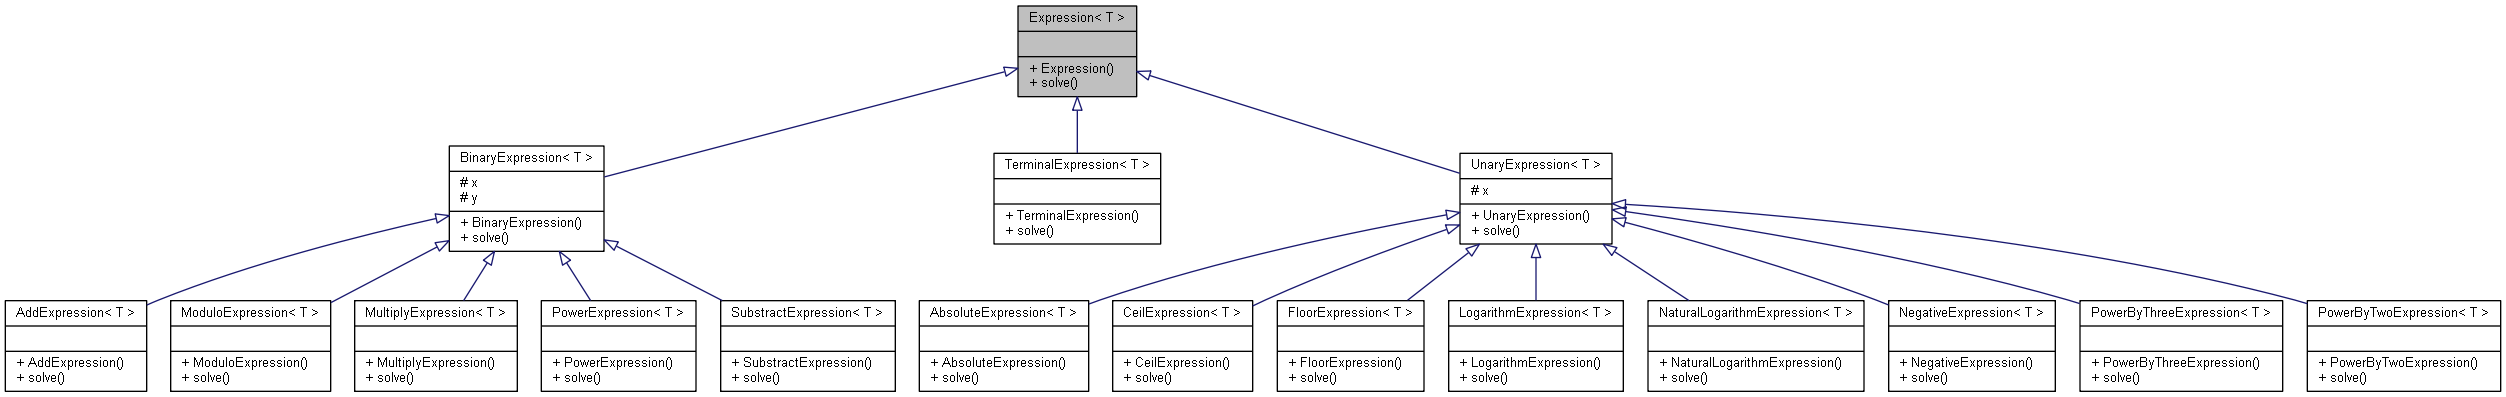 Expression< T >
+ Expression()
+ solve()
BinaryExpression< T >
# x
# y
+ BinaryExpression()
+ solve()
TerminalExpression< T >
+ TerminalExpression()
+ solve()
UnaryExpression< T >
# x
+ UnaryExpression()
+ solve()
AddExpression< T >
+ AddExpression()
+ solve()
ModuloExpression< T >
+ ModuloExpression()
+ solve()
MultiplyExpression< T >
+ MultiplyExpression()
+ solve()
PowerExpression< T >
+ PowerExpression()
+ solve()
SubstractExpression< T >
+ SubstractExpression()
+ solve()
AbsoluteExpression< T >
+ AbsoluteExpression()
+ solve()
CeilExpression< T >
+ CeilExpression()
+ solve()
FloorExpression< T >
+ FloorExpression()
+ solve()
LogarithmExpression< T >
+ LogarithmExpression()
+ solve()
NaturalLogarithmExpression< T >
+ NaturalLogarithmExpression()
+ solve()
NegativeExpression< T >
+ NegativeExpression()
+ solve()
PowerByThreeExpression< T >
+ PowerByThreeExpression()
+ solve()
PowerByTwoExpression< T >
+ PowerByTwoExpression()
+ solve()